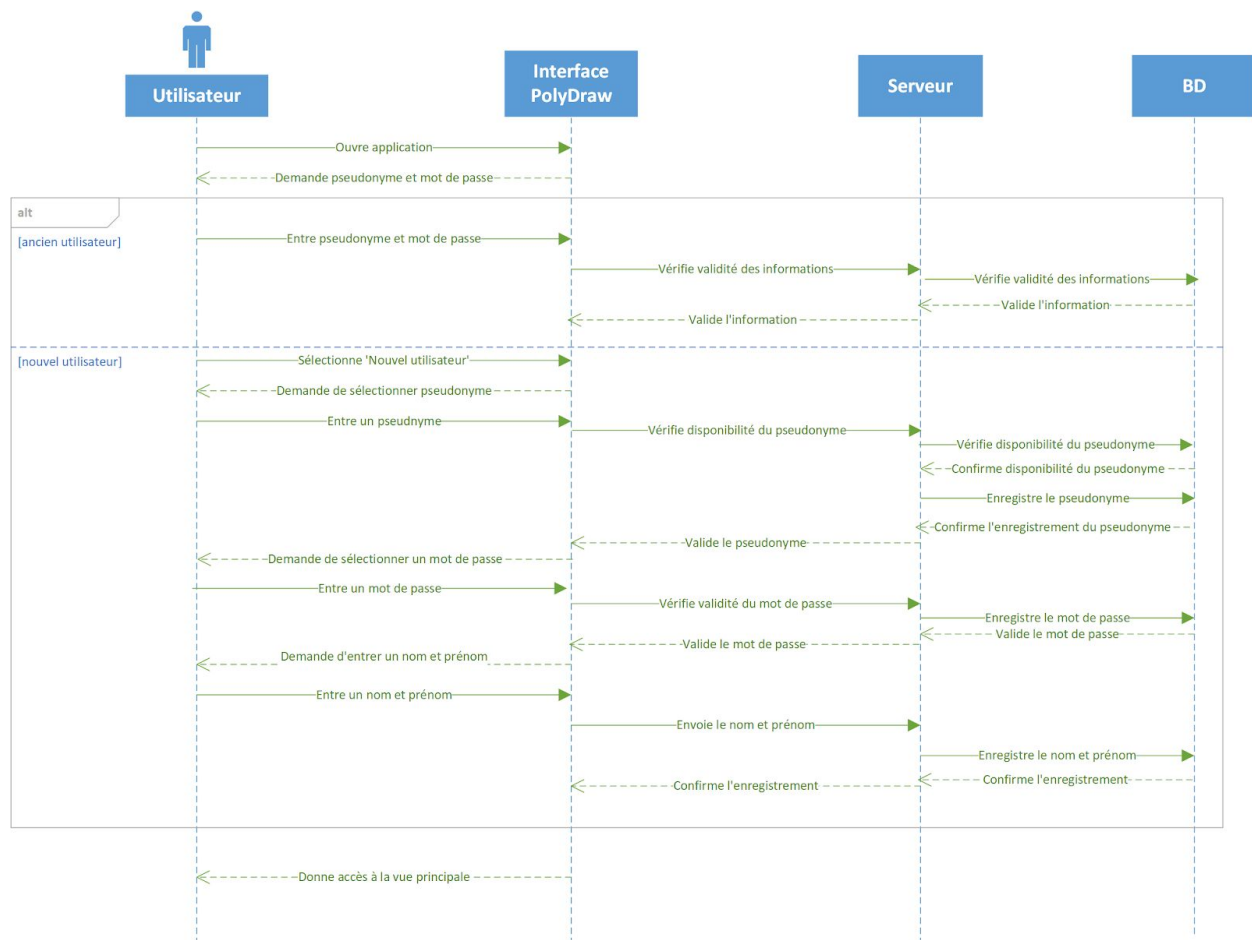 Utilisateur
Interface
PolyDraw
Serveur
BD
Ouvre application
Demande pseudonyme et mot de passe
alt
[ancien utilisateur]
Entre pseudonyme et mot de passe
Vérifie validité des informations
Vérifie validité des informations
Valide l'information
Valide l'information
[nouvel utilisateur]
Sélectionne 'Nouvel utilisateur'
Demande de sélectionner pseudonyme
Entre un pseudnyme
Vérifie disponibilité du pseudonyme
Vérifie disponibilité du pseudonyme
Confirme disponibilité du pseudonyme
Enregistre le pseudonyme
Confirme l'enregistrement du pseudonyme
Valide le pseudonyme
Demande de sélectionner un mot de passe
Entre un mot de passe
Vérifie validité du mot de passe
Enregistre le mot de passe
Valide le mot de passe
Valide le mot de passe
Demande d'entrer un nom et prénom
Entre un nom et prénom
Envoie le nom et prénom
Enregistre le nom et prénom
Confirme l'enregistrement
Confirme l'enregistrement
Donne accès à la vue principale